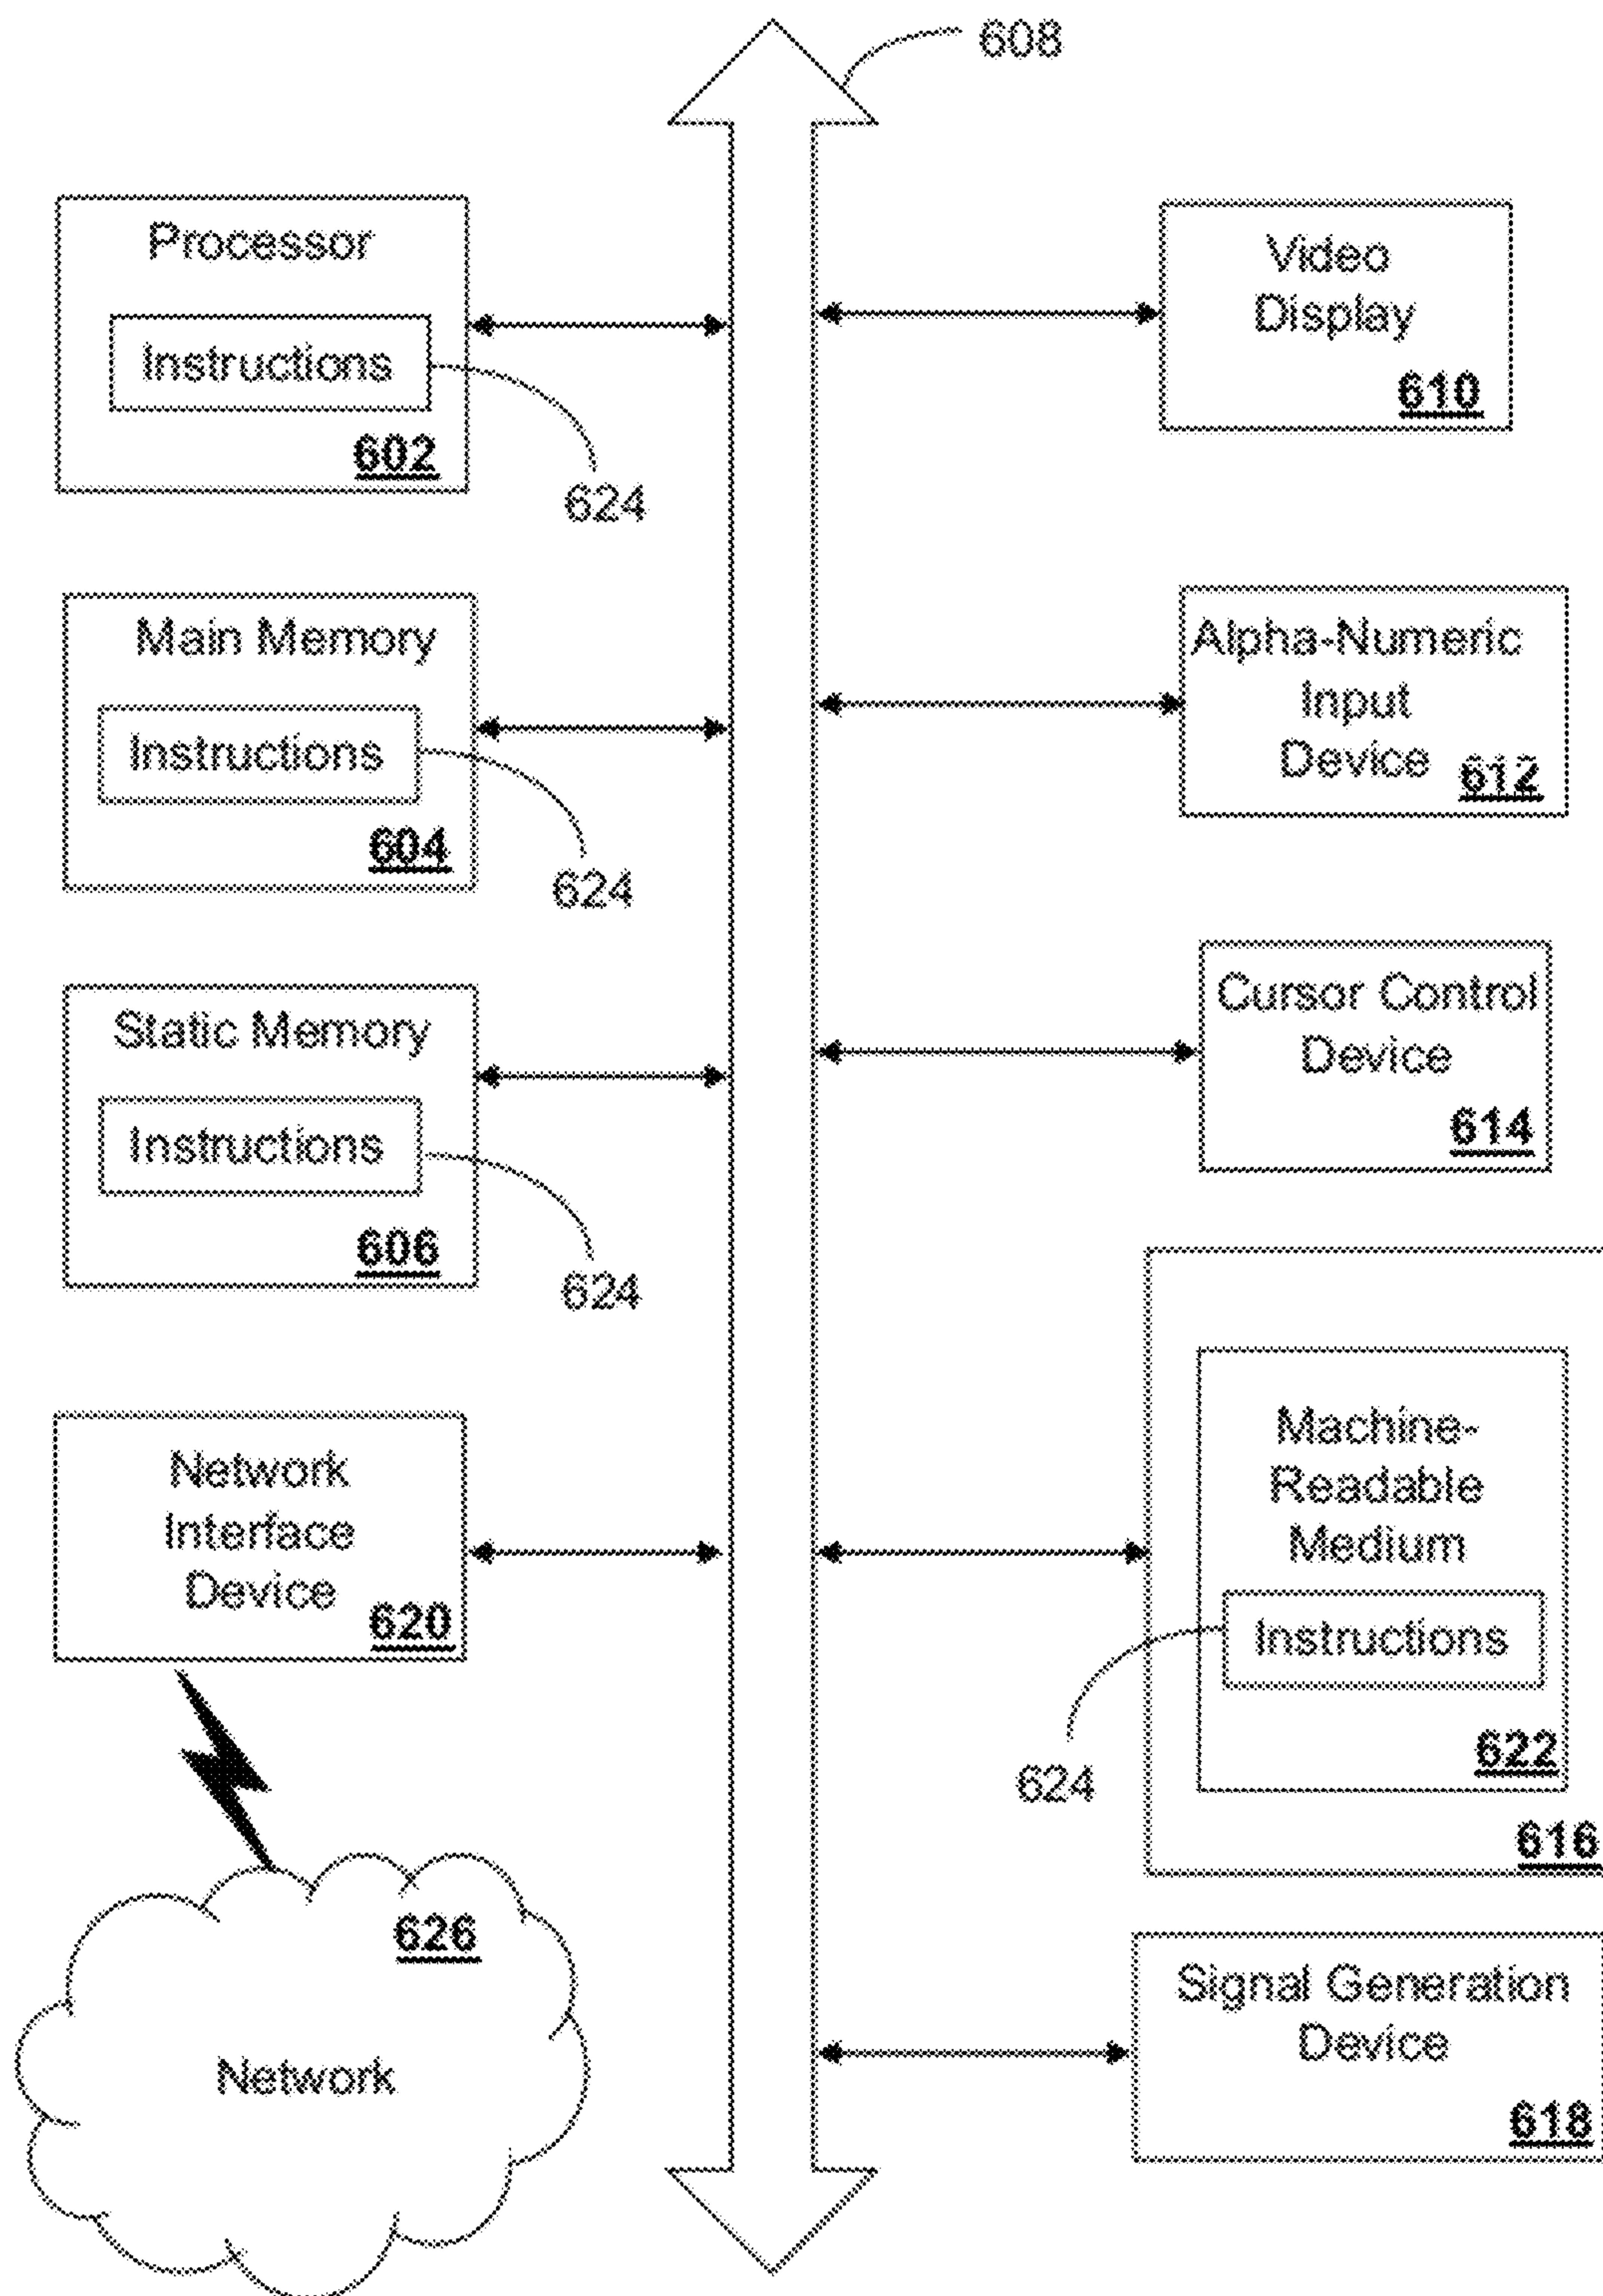 608
Processor
Instructions
602
624
Main Memory
Instructions
604
624
Static Memory
Instructions
606
624
Network
Interface
Device
620
626
Network
Video
Display
610
Alpha-Numeric
Input
Device
612
Cursor Control
Device
614
Machine-
Readable
Medium
Instructions
622
624
616
Signal Generation
Device
618